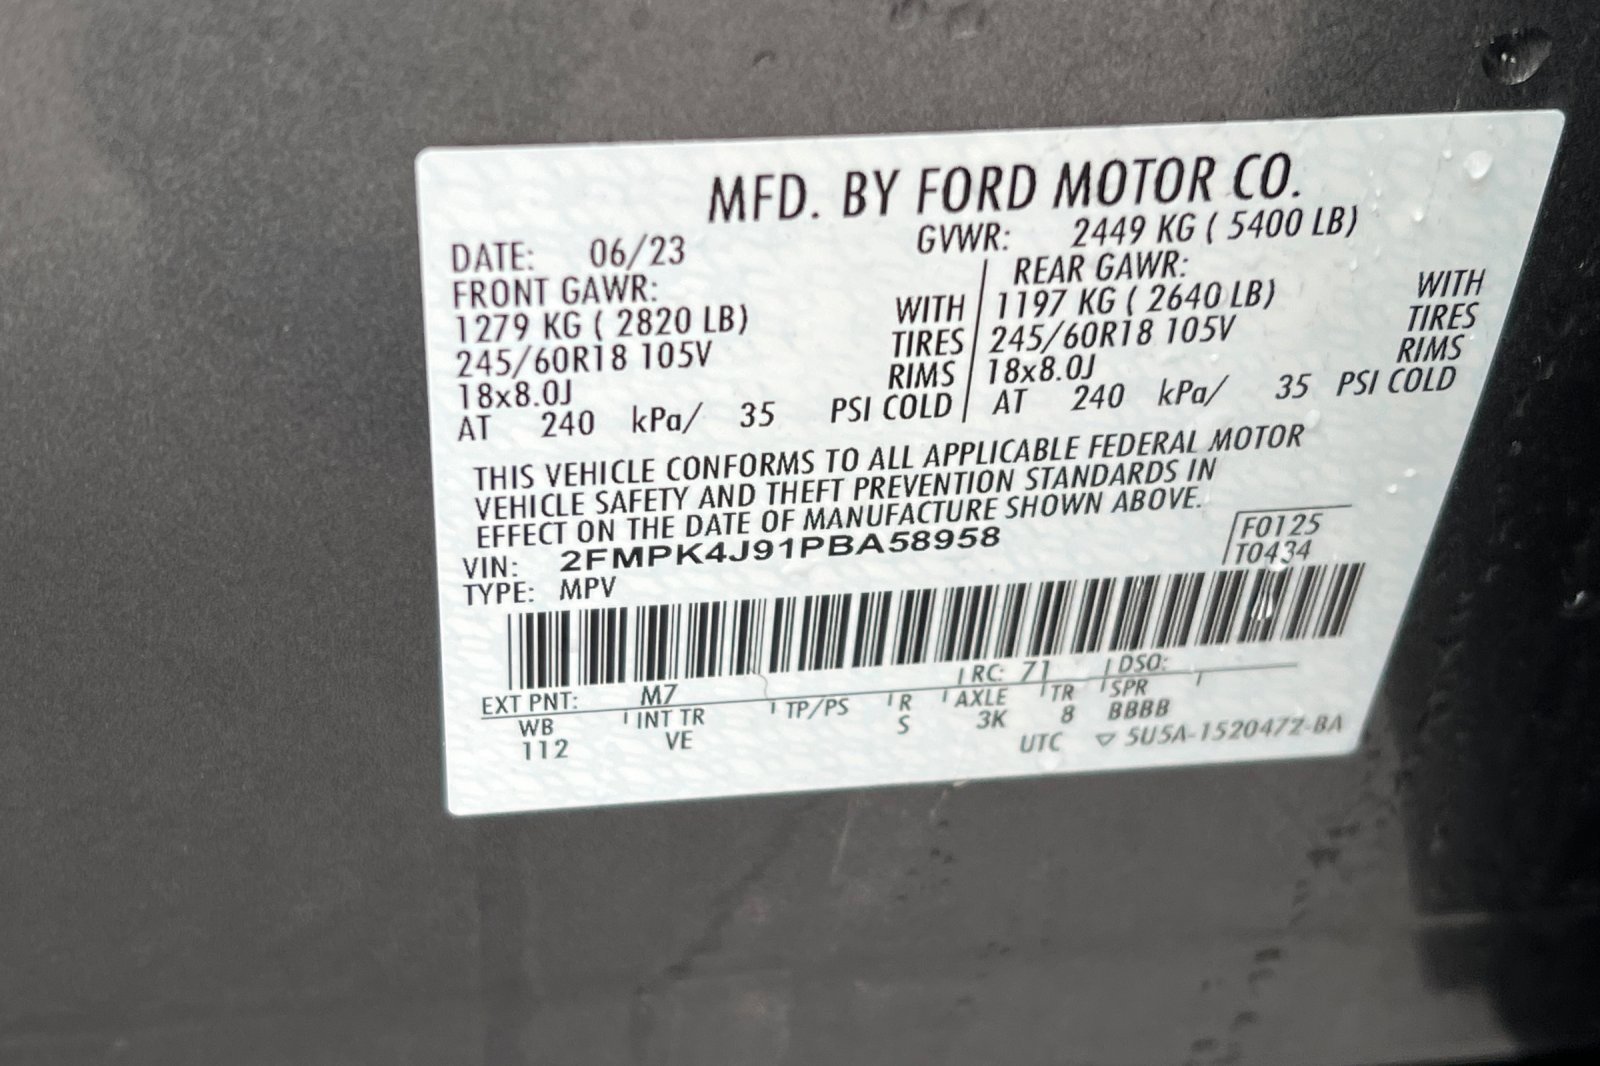 MFD. BY FORD MOTOR CO.
DATE: 06/23 GVWR: 2449 KG ( 5400 LB)
FRONT GAWR: REAR GAWR:
1279 KG ( 2820 LB) WITH 1197 KG ( 2640 LB) WITH
245/60R18 105V TIRES 245/60R18 105V TIRES
18x8.0J RIMS 18x8.0J RIMS
AT 240 kPa/ 35 PSI COLD AT 240 kPa/ 35 PSI COLD
THIS VEHICLE CONFORMS TO ALL APPLICABLE FEDERAL MOTOR
VEHICLE SAFETY AND THEFT PREVENTION STANDARDS IN
EFFECT ON THE DATE OF MANUFACTURE SHOWN ABOVE.
VIN: 2FMPK4J91PBA58958 F0125
TYPE: MPV T0434
EXT PNT: M7 RC: 71 DSO:
WB INT TR TP/PS R AXLE TR SPR
112 VE S 3K 8 BBBB
UTC ▽ 5U5A-1520472-BA